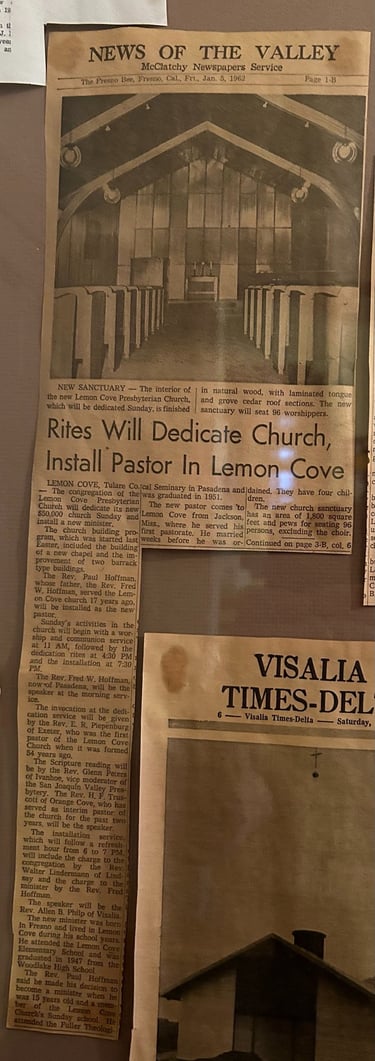 NEWS OF THE VALLEY
McClatchy Newspapers Service
The Fresno Bee, Fresno, Cal., Fri., Jan. 5, 1962 Page 1-B
NEW SANCTUARY — The interior of
the new Lemon Cove Presbyterian Church,
which will be dedicated Sunday, is finished
in natural wood, with laminated tongue
and grove cedar roof sections. The new
sanctuary will seat 96 worshippers.
Rites Will Dedicate Church,
Install Pastor In Lemon Cove
LEMON COVE, Tulare Co.
— The congregation of the
Lemon Cove Presbyterian
Church will dedicate its new
$50,000 church Sunday and
install a new minister.
The church building pro-
gram, which was started last
Easter, included the building
of a new chapel and the im-
provement of two barrack
type buildings.
The Rev. Paul Hoffman,
whose father, the Rev. Fred
W. Hoffman, served the Lem-
on Cove church 17 years ago,
will be installed as the new
pastor.
Sunday's activities in the
church will begin with a wor-
ship and communion service
at 11 AM, followed by the
dedication rites at 4:30 PM
and the installation at 7:30
PM.
The Rev. Fred W. Hoffman,
now of Pasadena, will be the
speaker at the morning serv-
ice.
The invocation at the dedi-
cation service will be given
by the Rev. E. R. Piepenburg
of Exeter, who was the first
pastor of the Lemon Cove
Church when it was formed
54 years ago.
The Scripture reading will
be by the Rev. Glenn Peters
of Ivanhoe, vice moderator of
the San Joaquin Valley Pres-
bytery. The Rev. H. F. Trus-
cott of Orange Cove, who has
served as interim pastor of
the church for the past two
years, will be the speaker.
The installation service,
which will follow a refresh-
ment hour from 6 to 7 PM,
will include the charge to the
congregation by the Rev.
Walter Lindermann of Lind-
say and the charge to the
minister by the Rev. Fred
Hoffman.
The speaker will be the
Rev. Allen B. Philp of Visalia.
The new minister was born
in Fresno and lived in Lemon
Cove during his school years.
He attended the Lemon Cove
Elementary School and was
graduated in 1947 from the
Woodlake High School
The Rev. Paul Hoffman
said he made his decision to
become a minister when he
was 15 years old and a mem-
ber of the Lemon Cove
Church's Sunday school. He
attended the Fuller Theologi-
cal Seminary in Pasadena and
was graduated in 1951.
The new pastor comes to
Lemon Cove from Jackson,
Miss., where he served his
first pastorate. He married
weeks before he was or-
dained. They have four chil-
dren.
The new church sanctuary
has an area of 1,800 square
feet and pews for seating 96
persons, excluding the choir.
Continued on page 3-B, col. 6
VISALIA
TIMES-DEL
6 — Visalia Times-Delta — Saturday,